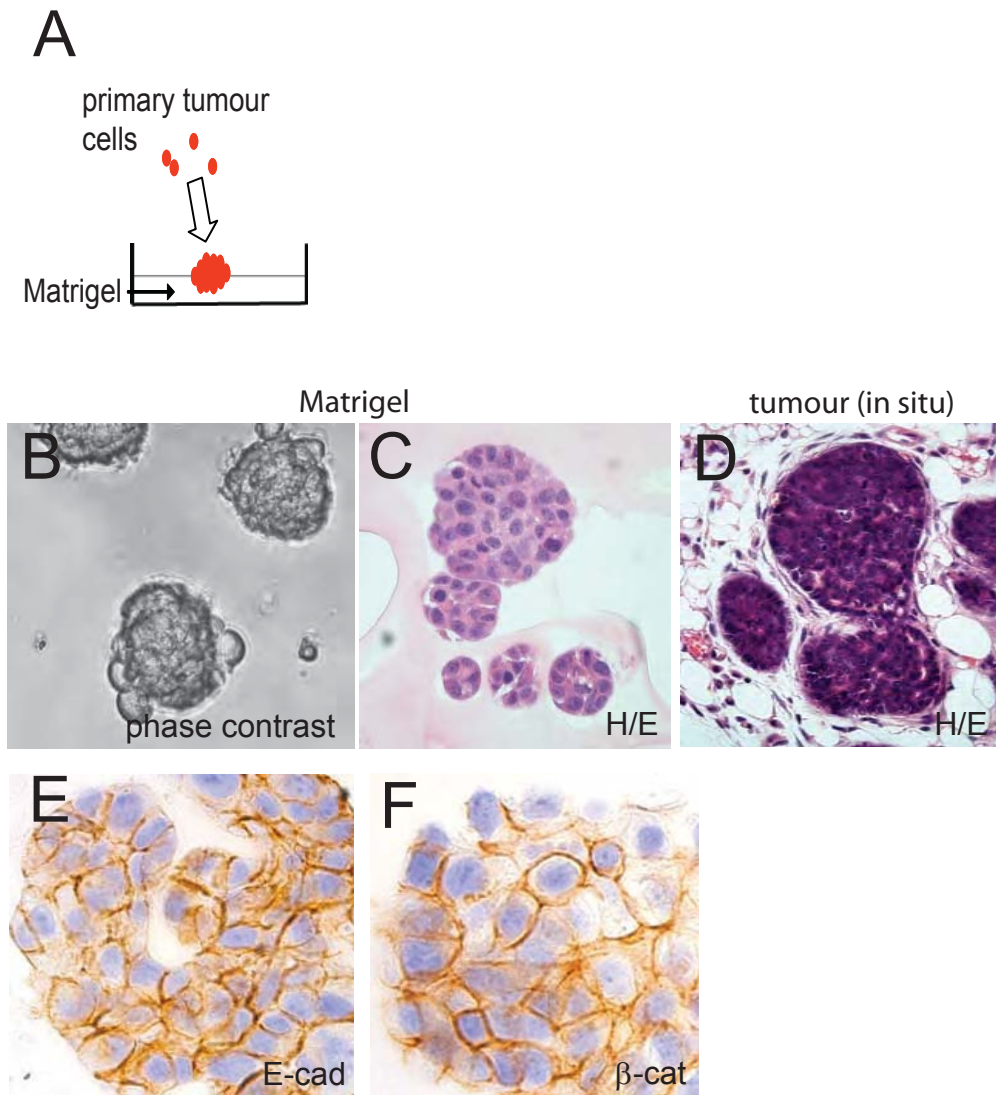 A
primary tumour
cells
Matrigel
Matrigel
tumour (in situ)
B
phase contrast
C
H/E
D
H/E
E
E-cad
F
β-cat